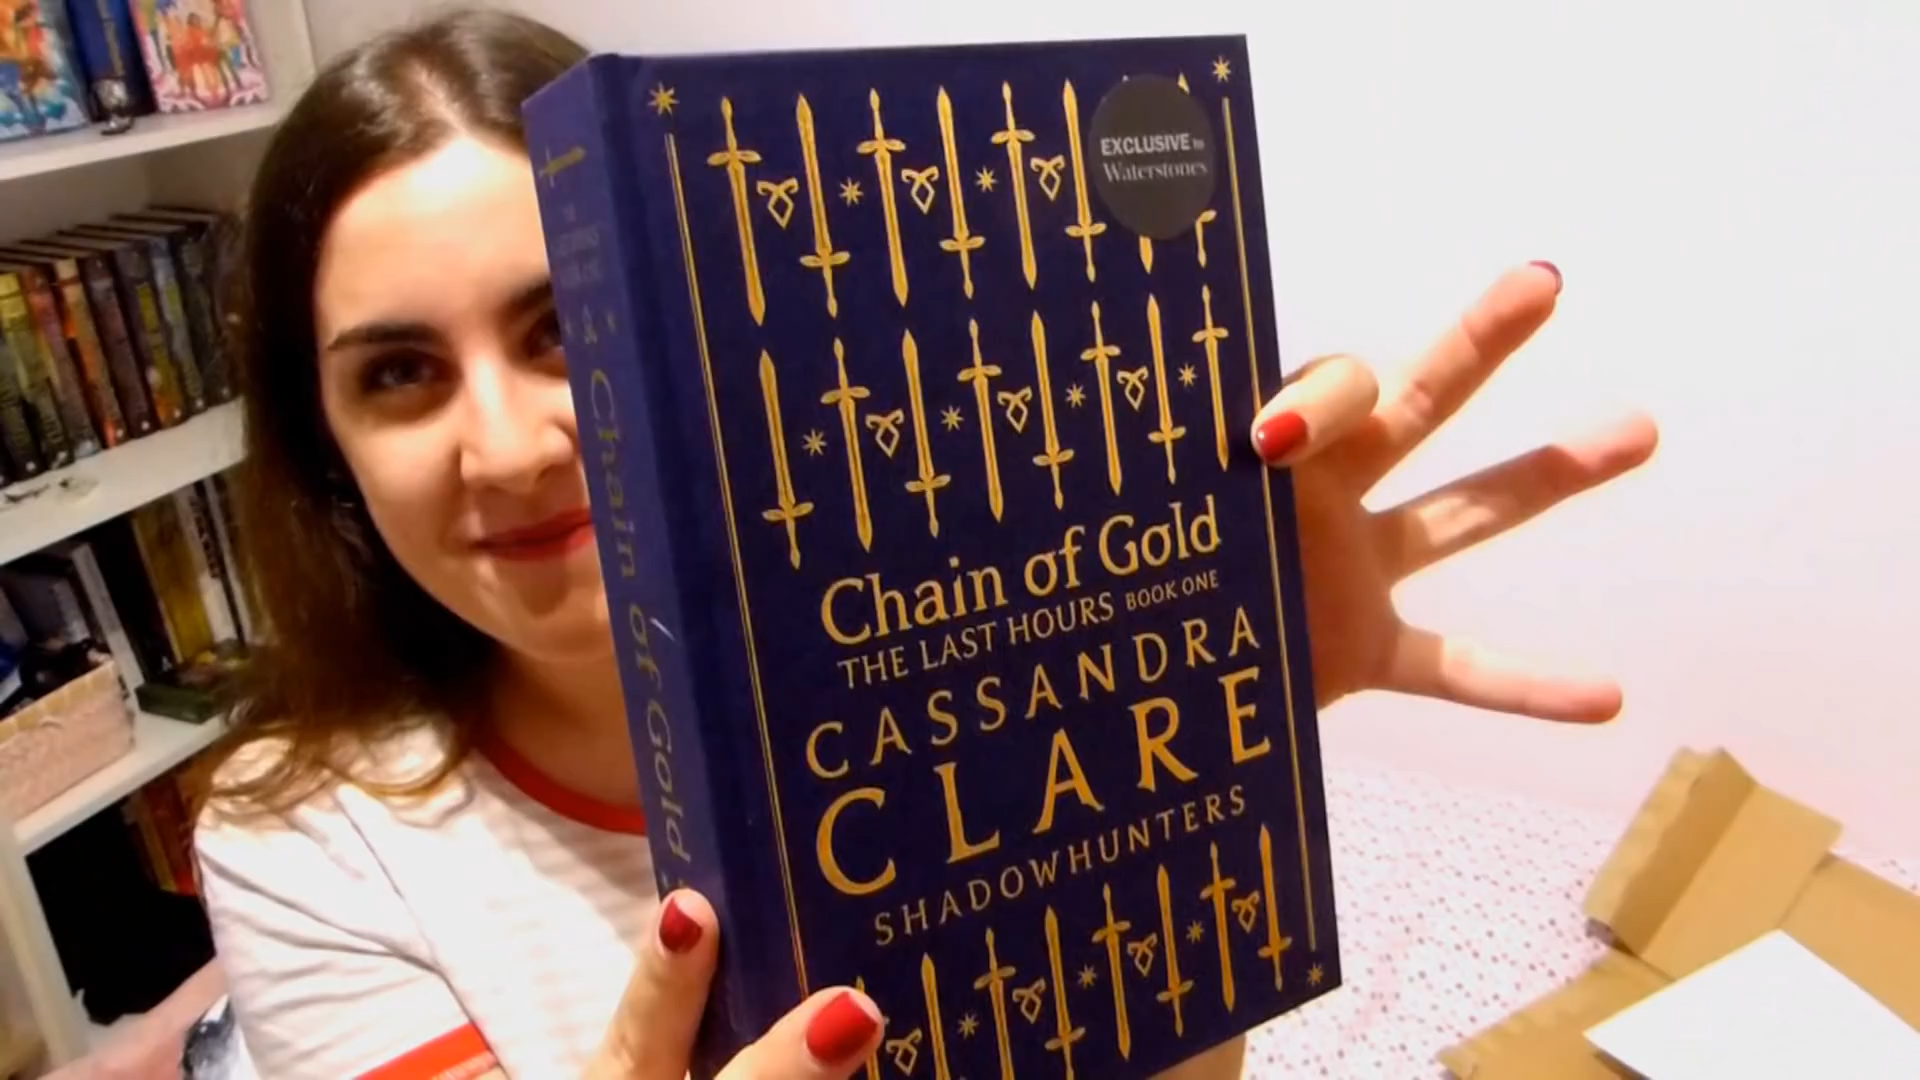 EXCLUSIVE to
Waterstones
Chain of Gold
THE LAST HOURS BOOK ONE
CASSANDRA
CLARE
SHADOWHUNTERS
Chain of Gold